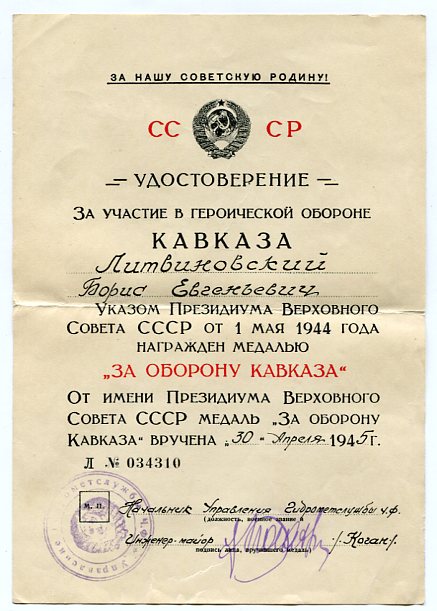 ЗА НАШУ СОВЕТСКУЮ РОДИНУ!
СС СР
УДОСТОВЕРЕНИЕ
ЗА УЧАСТИЕ В ГЕРОИЧЕСКОЙ ОБОРОНЕ
КАВКАЗА
Литвиновский
Борис Евгеньевич
УКАЗОМ ПРЕЗИДИУМА ВЕРХОВНОГО
СОВЕТА СССР ОТ 1 МАЯ 1944 ГОДА
НАГРАЖДЕН МЕДАЛЬЮ
„ЗА ОБОРОНУ КАВКАЗА“
ОТ ИМЕНИ ПРЕЗИДИУМА ВЕРХОВНОГО
СОВЕТА СССР МЕДАЛЬ „ЗА ОБОРОНУ
КАВКАЗА“ ВРУЧЕНА „30“ Апреля 1945г.
Л № 034310
М. П.
Начальник Управления Гидрометслужбы ч.ф.
(должность, военное звание и
Инженер-майор /Коган/.
подпись лица, вручившего медаль)